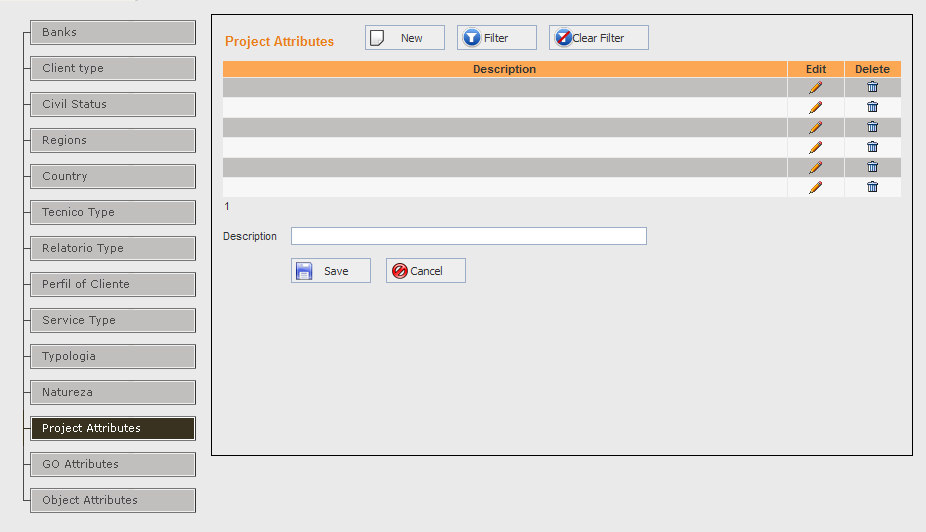 Banks
Client type
Civil Status
Regions
Country
Tecnico Type
Relatorio Type
Perfil of Cliente
Service Type
Typologia
Natureza
Project Attributes
GO Attributes
Object Attributes
Project Attributes New Filter Clear Filter
Description Edit Delete
1
Description
Save Cancel